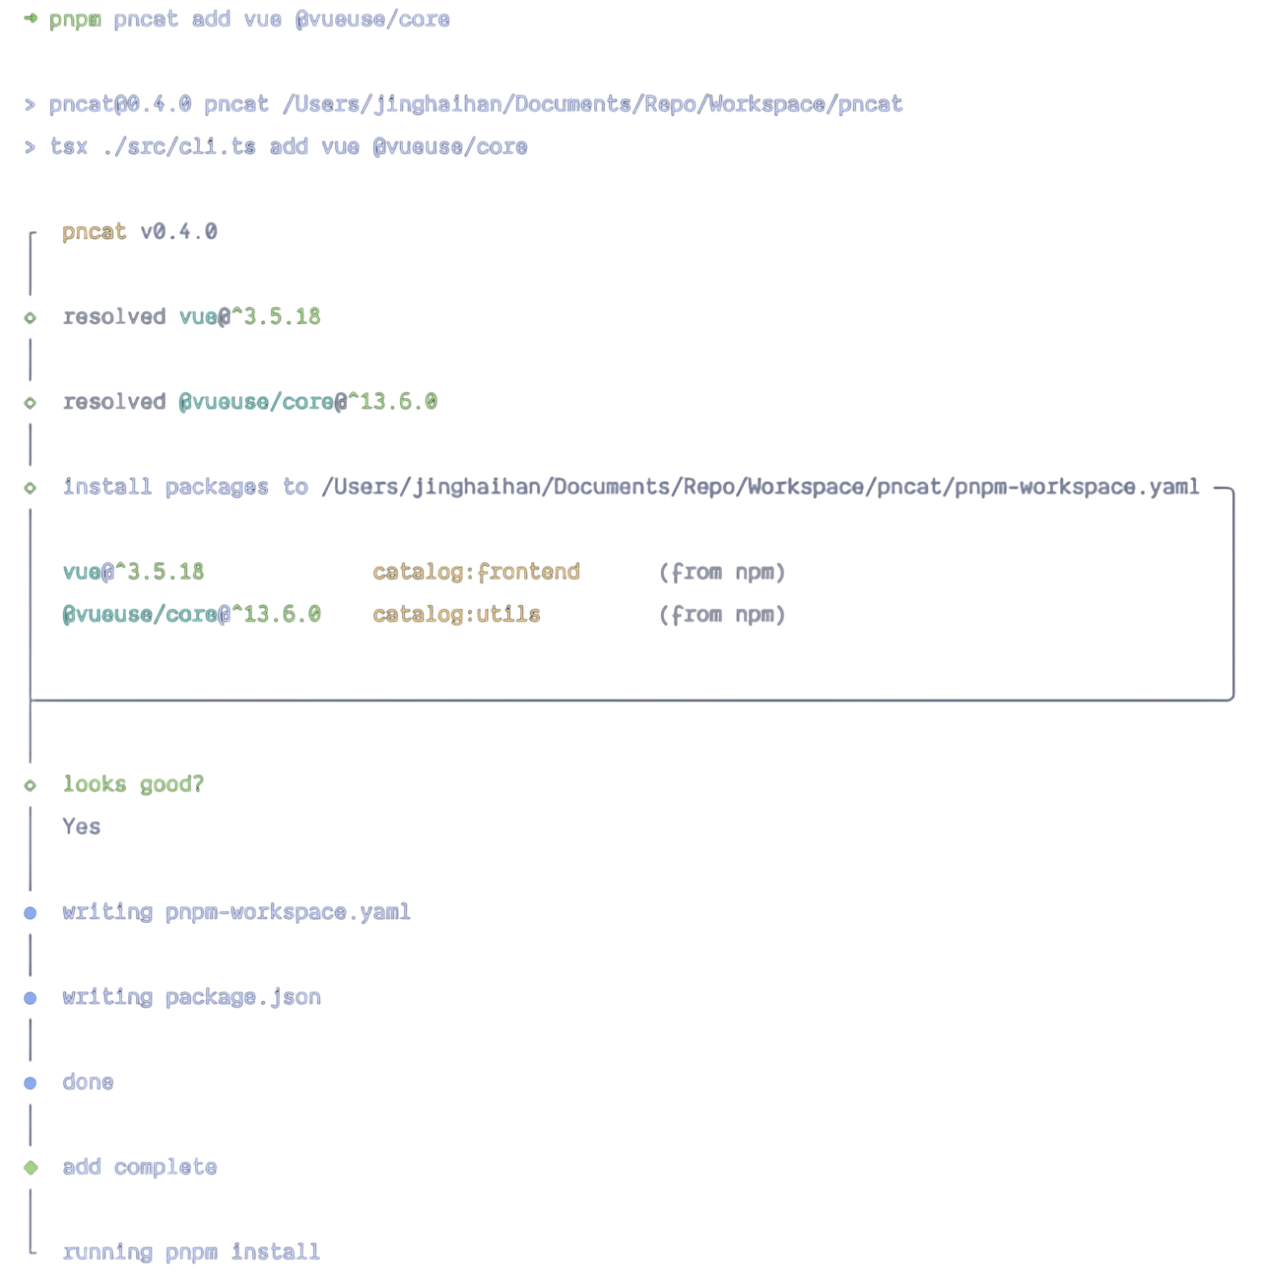 → pnpm pncat add vue @vueuse/core
> pncat@0.4.0 pncat /Users/jinghaihan/Documents/Repo/Workspace/pncat
> tsx ./src/cli.ts add vue @vueuse/core
pncat v0.4.0
resolved vue@^3.5.18
resolved @vueuse/core@^13.6.0
install packages to /Users/jinghaihan/Documents/Repo/Workspace/pncat/pnpm-workspace.yaml
vue@^3.5.18 catalog:frontend (from npm)
@vueuse/core@^13.6.0 catalog:utils (from npm)
looks good?
Yes
writing pnpm-workspace.yaml
writing package.json
done
add complete
running pnpm install